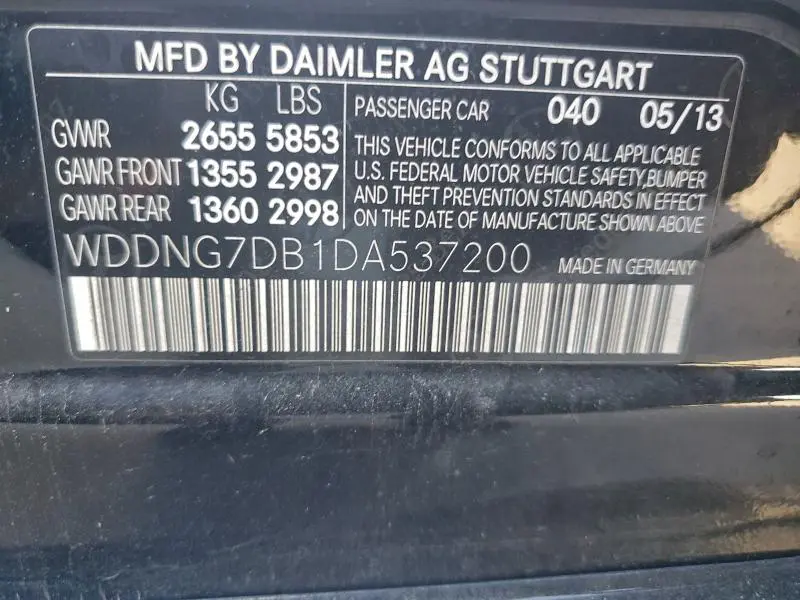 MFD BY DAIMLER AG STUTTGART
KG LBS
GVWR 2655 5853
GAWR FRONT 1355 2987
GAWR REAR 1360 2998
PASSENGER CAR 040 05/13
THIS VEHICLE CONFORMS TO ALL APPLICABLE
U.S. FEDERAL MOTOR VEHICLE SAFETY,BUMPER
AND THEFT PREVENTION STANDARDS IN EFFECT
ON THE DATE OF MANUFACTURE SHOWN ABOVE
WDDNG7DB1DA537200 MADE IN GERMANY